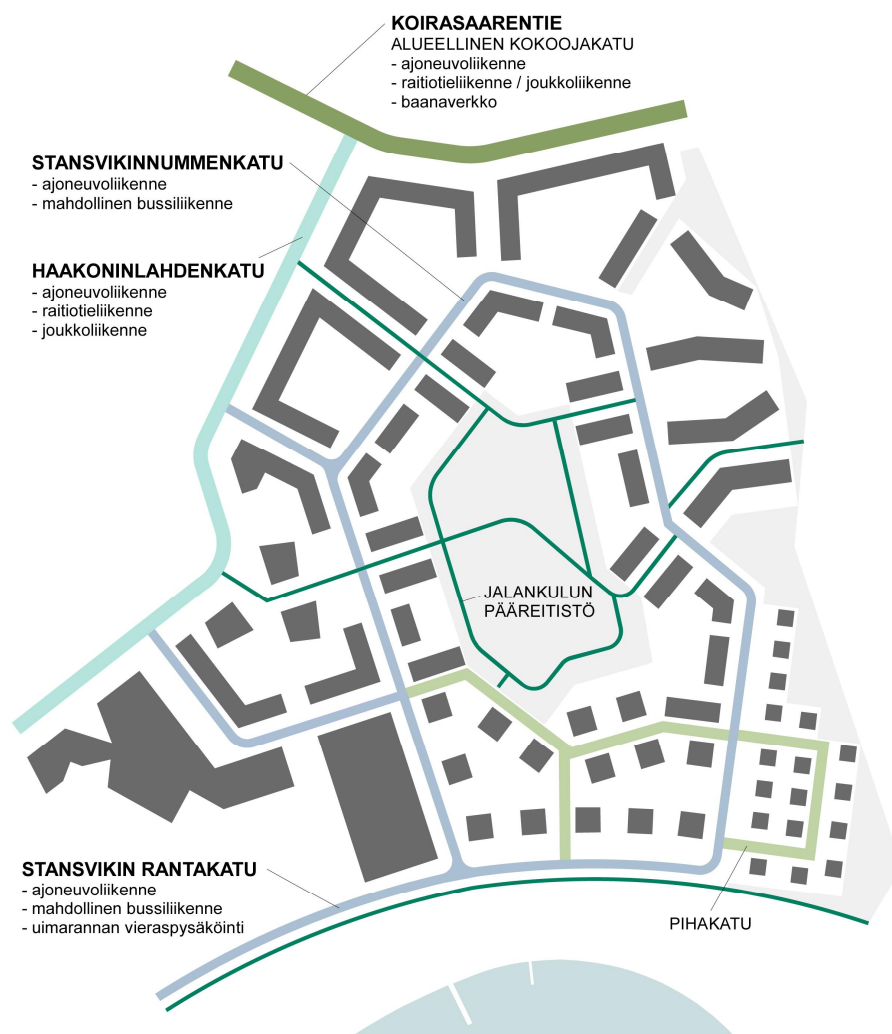 KOIRASAARENTIE
ALUEELLINEN KOKOOJAKATU
- ajoneuvoliikenne
- raitiotieliikenne / joukkoliikenne
- baanaverkko
STANSVIKINNUMMENKATU
- ajoneuvoliikenne
- mahdollinen bussiliikenne
HAAKONINLAHDENKATU
- ajoneuvoliikenne
- raitiotieliikenne
- joukkoliikenne
JALANKULUN
PÄÄREITISTÖ
STANSVIKIN RANTAKATU
- ajoneuvoliikenne
- mahdollinen bussiliikenne
- uimarannan vieraspysäköinti
PIHAKATU